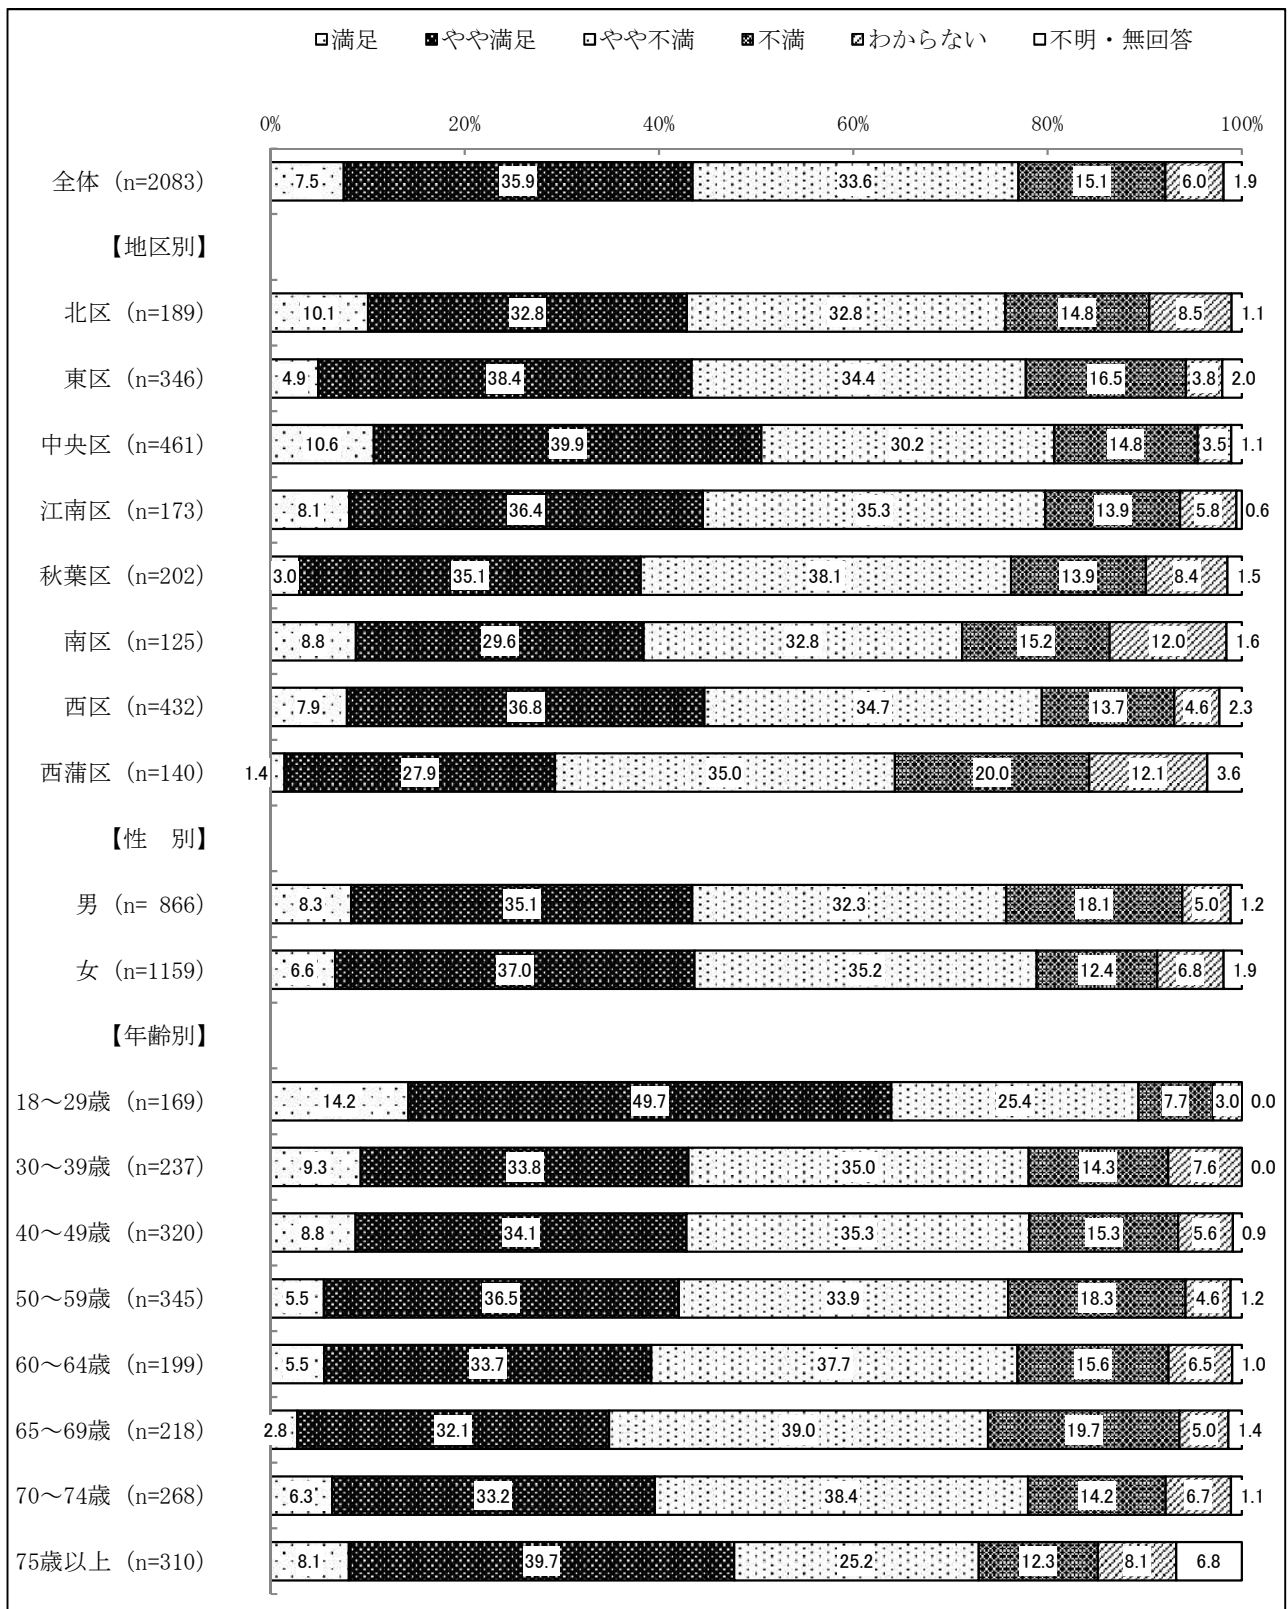 満足 やや満足 やや不満 不満 わからない 不明・無回答
0% 20% 40% 60% 80% 100%
全体 (n=2083) 7.5 35.9 33.6 15.1 6.0 1.9
【地区別】
北区 (n=189) 10.1 32.8 32.8 14.8 8.5 1.1
東区 (n=346) 4.9 38.4 34.4 16.5 3.8 2.0
中央区 (n=461) 10.6 39.9 30.2 14.8 3.5 1.1
江南区 (n=173) 8.1 36.4 35.3 13.9 5.8 0.6
秋葉区 (n=202) 3.0 35.1 38.1 13.9 8.4 1.5
南区 (n=125) 8.8 29.6 32.8 15.2 12.0 1.6
西区 (n=432) 7.9 36.8 34.7 13.7 4.6 2.3
西蒲区 (n=140) 1.4 27.9 35.0 20.0 12.1 3.6
【性　別】
男 (n= 866) 8.3 35.1 32.3 18.1 5.0 1.2
女 (n=1159) 6.6 37.0 35.2 12.4 6.8 1.9
【年齢別】
18～29歳 (n=169) 14.2 49.7 25.4 7.7 3.0 0.0
30～39歳 (n=237) 9.3 33.8 35.0 14.3 7.6 0.0
40～49歳 (n=320) 8.8 34.1 35.3 15.3 5.6 0.9
50～59歳 (n=345) 5.5 36.5 33.9 18.3 4.6 1.2
60～64歳 (n=199) 5.5 33.7 37.7 15.6 6.5 1.0
65～69歳 (n=218) 2.8 32.1 39.0 19.7 5.0 1.4
70～74歳 (n=268) 6.3 33.2 38.4 14.2 6.7 1.1
75歳以上 (n=310) 8.1 39.7 25.2 12.3 8.1 6.8